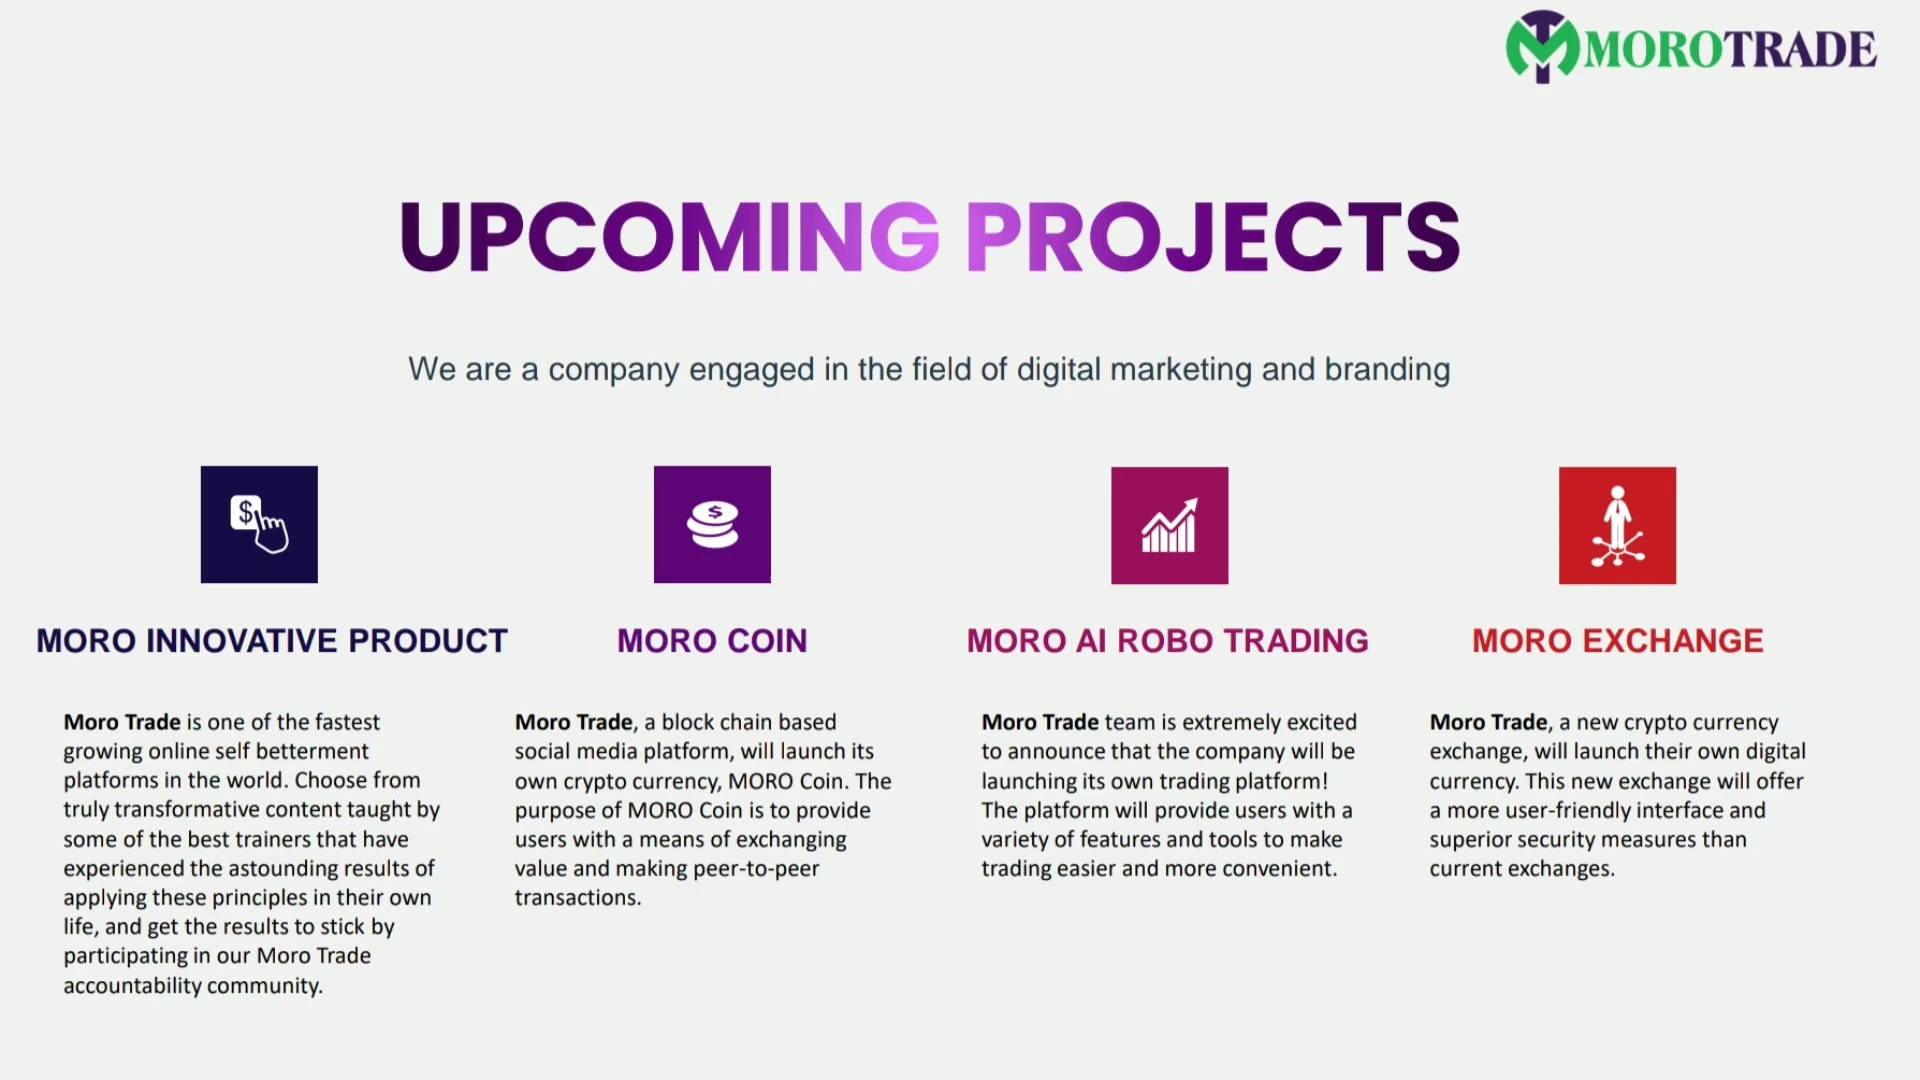 MOROTRADE
UPCOMING PROJECTS
We are a company engaged in the field of digital marketing and branding
MORO INNOVATIVE PRODUCT
Moro Trade is one of the fastest
growing online self betterment
platforms in the world. Choose from
truly transformative content taught by
some of the best trainers that have
experienced the astounding results of
applying these principles in their own
life, and get the results to stick by
participating in our Moro Trade
accountability community.
MORO COIN
Moro Trade, a block chain based
social media platform, will launch its
own crypto currency, MORO Coin. The
purpose of MORO Coin is to provide
users with a means of exchanging
value and making peer-to-peer
transactions.
MORO AI ROBO TRADING
Moro Trade team is extremely excited
to announce that the company will be
launching its own trading platform!
The platform will provide users with a
variety of features and tools to make
trading easier and more convenient.
MORO EXCHANGE
Moro Trade, a new crypto currency
exchange, will launch their own digital
currency. This new exchange will offer
a more user-friendly interface and
superior security measures than
current exchanges.